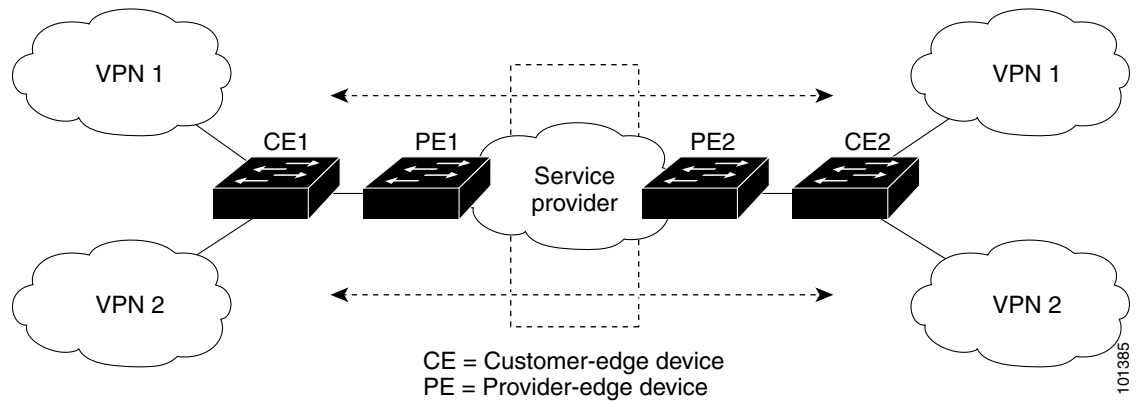 VPN 1
VPN 1
CE1
PE1
PE2
CE2
Service
provider
VPN 2
VPN 2
CE = Customer-edge device
PE = Provider-edge device
101385